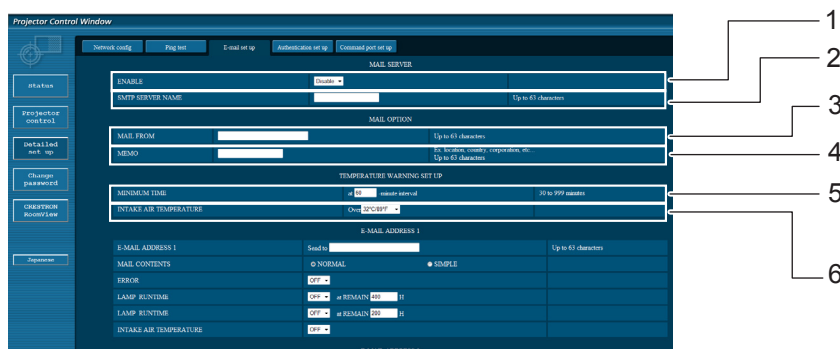 Projector Control Window
Network config Ping test E-mail set up Authentication set up Command port set up
MAIL SERVER
ENABLE Disable
SMTP SERVER NAME Up to 63 characters
MAIL OPTION
MAIL FROM Up to 63 characters
MEMO Ex. location, country, corporation, etc...
Up to 63 characters
TEMPERATURE WARNING SET UP
MINIMUM TIME at 60 minute interval 30 to 999 minutes
INTAKE AIR TEMPERATURE Over 32°C/89°F
E-MAIL ADDRESS 1
E-MAIL ADDRESS 1 Send to Up to 63 characters
MAIL CONTENTS NORMAL SIMPLE
ERROR OFF
LAMP RUNTIME OFF at REMAIN 400 H
LAMP RUNTIME OFF at REMAIN 200 H
INTAKE AIR TEMPERATURE OFF
Status
Projector
control
Detailed
set up
Change
password
CRESTRON
RoomView
Japanese
1
2
3
4
5
6